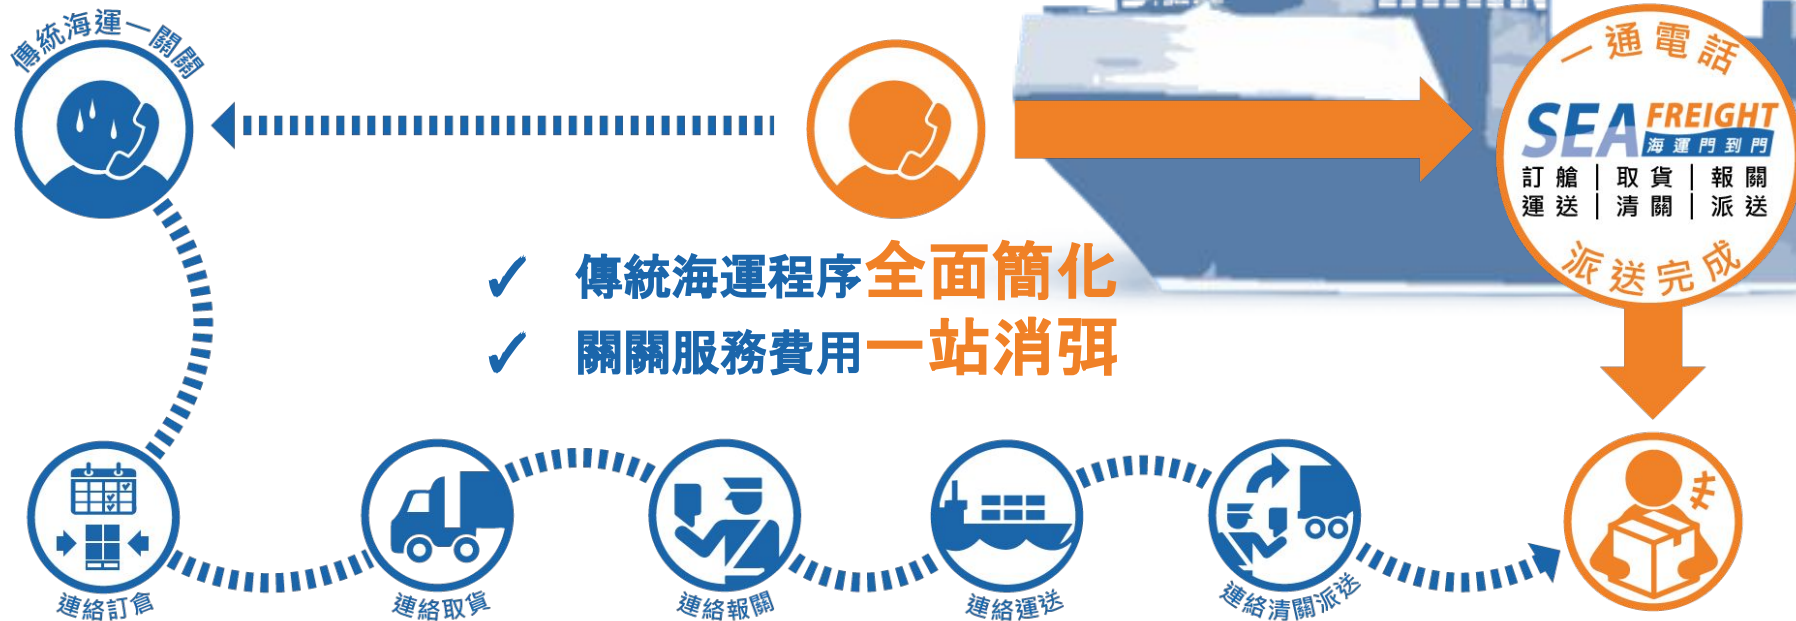 傳統海運一關關
一通電話
SEA FREIGHT
海運門到門
訂艙 | 取貨 | 報關
運送 | 清關 | 派送
派送完成
✓ 傳統海運程序全面簡化
✓ 關關服務費用一站消弭
連絡訂倉
連絡取貨
連絡報關
連絡運送
連絡清關派送